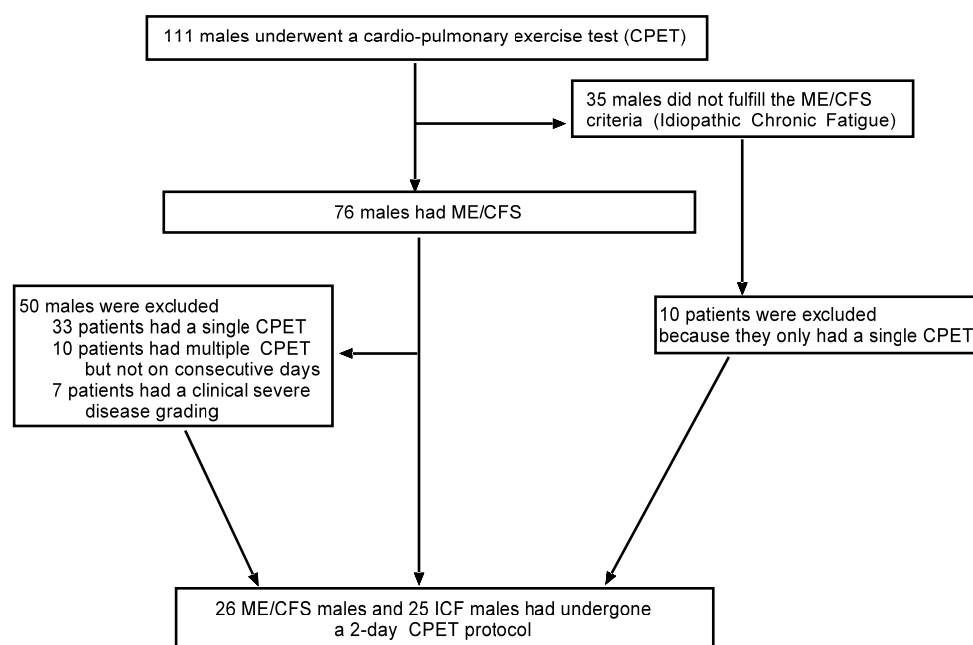 111 males underwent a cardio-pulmonary exercise test (CPET)
35 males did not fulfill the ME/CFS
criteria (Idiopathic Chronic Fatigue)
76 males had ME/CFS
50 males were excluded
33 patients had a single CPET
10 patients had multiple CPET
but not on consecutive days
7 patients had a clinical severe
disease grading
10 patients were excluded
because they only had a single CPET
26 ME/CFS males and 25 ICF males had undergone
a 2-day CPET protocol